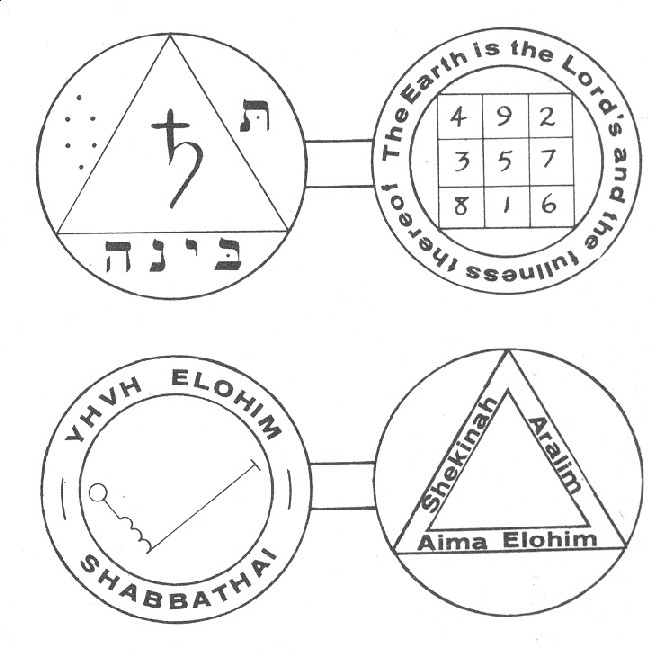 ת
בּינה
The Earth is the Lord's and the fullness thereof
4 9 2
3 5 7
8 1 6
YHVH ELOHIM
SHABBATHAI
Shekinah
Aralim
Aima Elohim